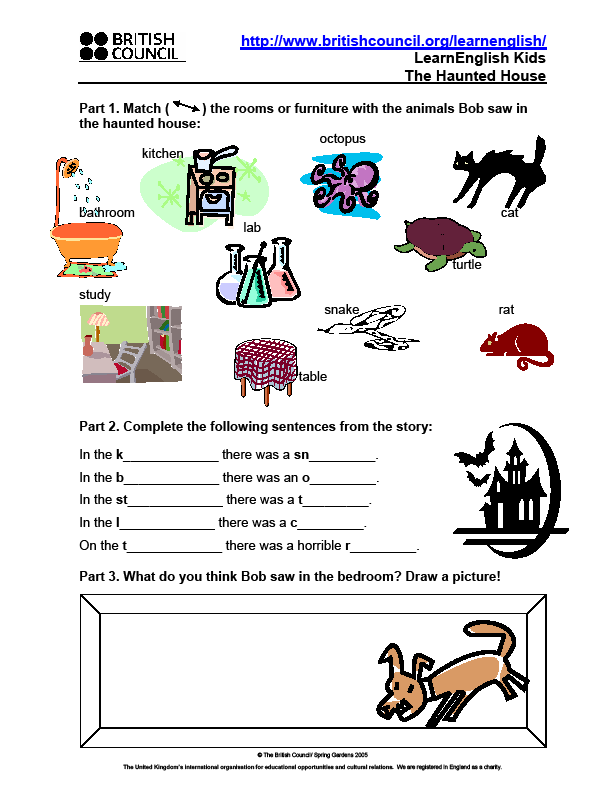 BRITISH
COUNCIL
http://www.britishcouncil.org/learnenglish/
LearnEnglish Kids
The Haunted House
Part 1. Match ( ) the rooms or furniture with the animals Bob saw in
the haunted house:
octopus
kitchen
bathroom
cat
lab
turtle
study
snake
rat
table
Part 2. Complete the following sentences from the story:
In the k_____________ there was a sn_________.
In the b_____________ there was an o_________.
In the st_____________ there was a t_________.
In the l_____________ there was a c_________.
On the t_____________ there was a horrible r_________.
Part 3. What do you think Bob saw in the bedroom? Draw a picture!
© The British Council/ Spring Gardens 2005
The United Kingdom's international organisation for educational opportunities and cultural relations. We are registered in England as a charity.